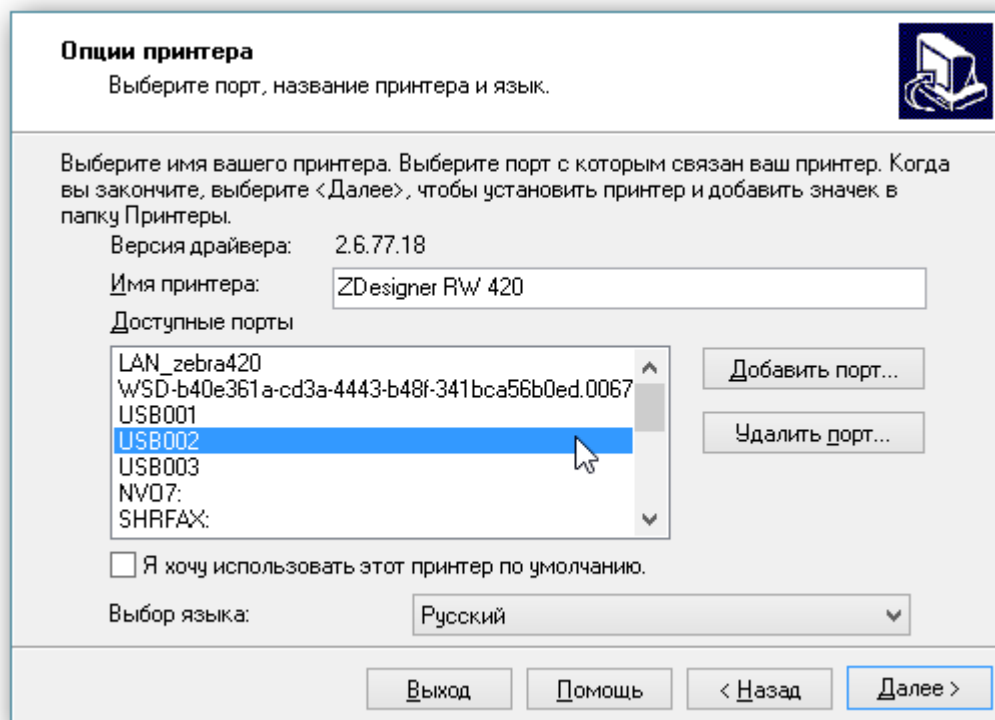 Опции принтера
Выберите порт, название принтера и язык.
Выберите имя вашего принтера. Выберите порт с которым связан ваш принтер. Когда
вы закончите, выберите <Далее>, чтобы установить принтер и добавить значек в
папку Принтеры.
Версия драйвера: 2.6.77.18
Имя принтера: ZDesigner RW 420
Доступные порты
LAN_zebra420
WSD-b40e361a-cd3a-4443-b48f-341bca56b0ed.0067
Добавить порт...
USB001
USB002
Удалить порт...
USB003
NVO7:
SHRFAX:
Я хочу использовать этот принтер по умолчанию.
Выбор языка: Русский
Выход Помощь < Назад Далее >